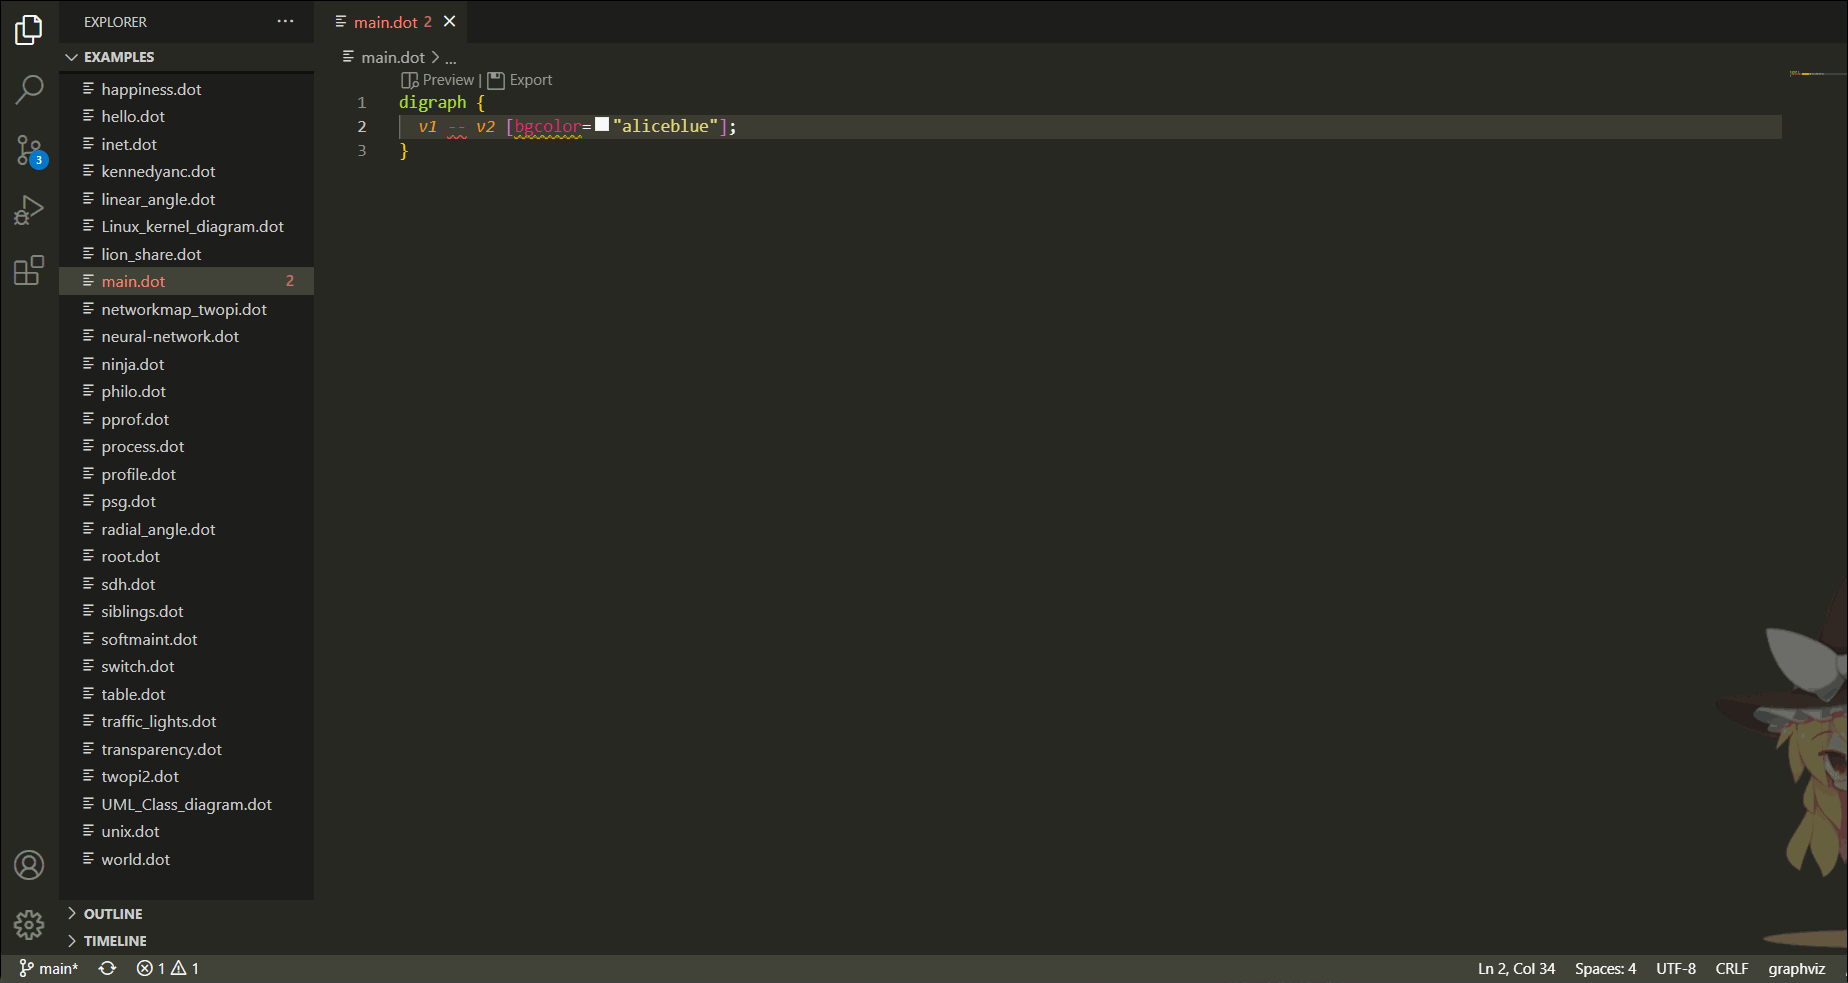 EXPLORER
EXAMPLES
happiness.dot
hello.dot
inet.dot
kennedyanc.dot
linear_angle.dot
Linux_kernel_diagram.dot
lion_share.dot
main.dot 2
networkmap_twopi.dot
neural-network.dot
ninja.dot
philo.dot
pprof.dot
process.dot
profile.dot
psg.dot
radial_angle.dot
root.dot
sdh.dot
siblings.dot
softmaint.dot
switch.dot
table.dot
traffic_lights.dot
transparency.dot
twopi2.dot
UML_Class_diagram.dot
unix.dot
world.dot
OUTLINE
TIMELINE
3
main.dot 2
main.dot > ...
Preview | Export
1 digraph {
2 v1 -- v2 [bgcolor="aliceblue"];
3 }
main* 1 1
Ln 2, Col 34 Spaces: 4 UTF-8 CRLF graphviz